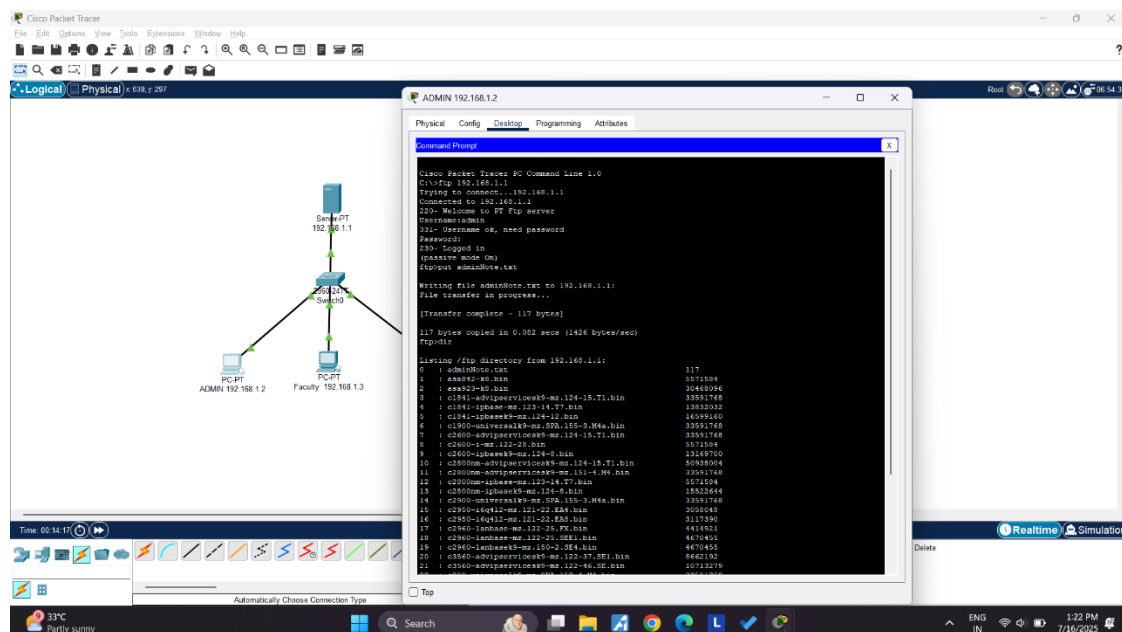 Cisco Packet Tracer
File Edit Options View Tools Extensions Window Help
?
Logical Physical x: 639, y: 297
Root 06:54:3
ADMIN 192.168.1.2
Physical Config Desktop Programming Attributes
Command Prompt X
Cisco Packet Tracer PC Command Line 1.0
C:\>ftp 192.168.1.1
Trying to connect...192.168.1.1
Connected to 192.168.1.1
220- Welcome to PT Ftp server
Username:admin
331- Username ok, need password
Password:
230- Logged in
(passive mode On)
ftp>put adminNote.txt
Writing file adminNote.txt to 192.168.1.1:
File transfer in progress...
[Transfer complete - 117 bytes]
117 bytes copied in 0.082 secs (1426 bytes/sec)
ftp>dir
Listing /ftp directory from 192.168.1.1:
0 : adminNote.txt 117
1 : asa842-k8.bin 5571584
2 : asa923-k8.bin 30468096
3 : c1841-advipservicesk9-mz.124-15.T1.bin 33591768
4 : c1841-ipbase-mz.123-14.T7.bin 13832032
5 : c1841-ipbasek9-mz.124-12.bin 16599160
6 : c1900-universalk9-mz.SPA.155-3.M4a.bin 33591768
7 : c2600-advipservicesk9-mz.124-15.T1.bin 33591768
8 : c2600-i-mz.122-28.bin 5571584
9 : c2600-ipbasek9-mz.124-8.bin 13169700
10 : c2800nm-advipservicesk9-mz.124-15.T1.bin 50938004
11 : c2800nm-advipservicesk9-mz.151-4.M4.bin 33591768
12 : c2800nm-ipbase-mz.123-14.T7.bin 5571584
13 : c2800nm-ipbasek9-mz.124-8.bin 15522644
14 : c2900-universalk9-mz.SPA.155-3.M4a.bin 33591768
15 : c2950-i6q4l2-mz.121-22.EA4.bin 3058048
16 : c2950-i6q4l2-mz.121-22.EA8.bin 3117390
17 : c2960-lanbase-mz.122-25.FX.bin 4414921
18 : c2960-lanbase-mz.122-25.SEE1.bin 4670455
19 : c2960-lanbasek9-mz.150-2.SE4.bin 4670455
20 : c3560-advipservicesk9-mz.122-37.SE1.bin 8662192
21 : c3560-advipservicesk9-mz.122-46.SE.bin 10713279
Top
Server-PT
192.168.1.1
2960-24TT
Switch0
PC-PT
ADMIN 192.168.1.2
PC-PT
Faculty 192.168.1.3
Time: 00:14:17
Realtime Simulation
Delete
Automatically Choose Connection Type
9
33°C
Partly sunny
Search
ENG
IN
1:22 PM
7/16/2025